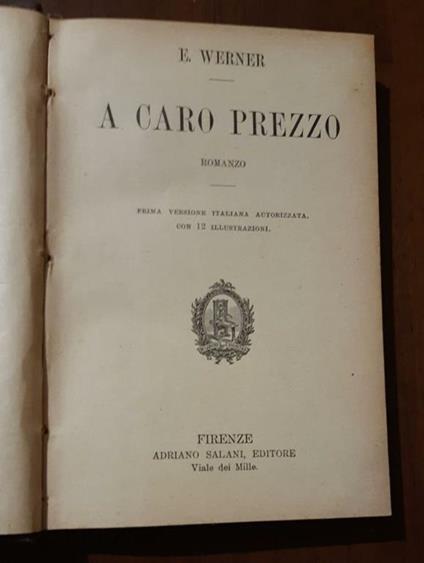 E. WERNER
A CARO PREZZO
ROMANZO
PRIMA VERSIONE ITALIANA AUTORIZZATA,
CON 12 ILLUSTRAZIONI.
FIRENZE
ADRIANO SALANI, EDITORE
Viale dei Mille.